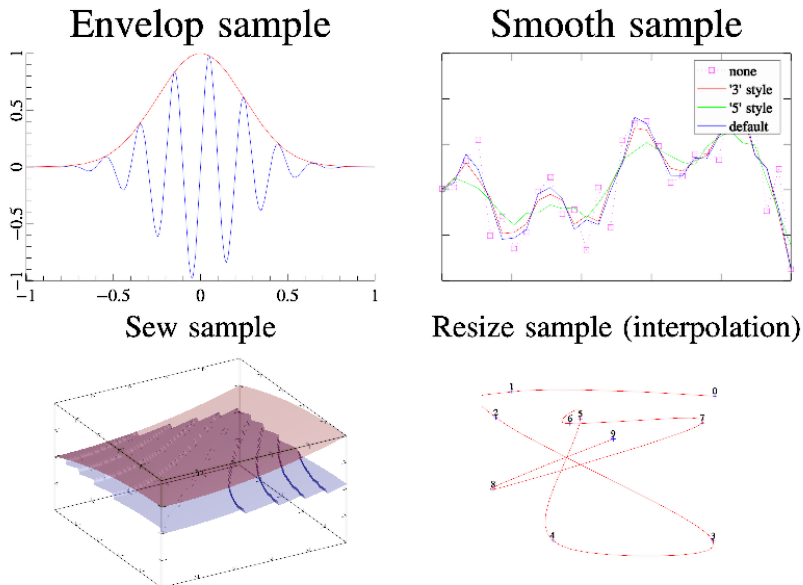 Envelop sample
Smooth sample
1
0.5
0
−0.5
−1
−1
−0.5
0
0.5
1
none
'3' style
'5' style
default
Sew sample
Resize sample (interpolation)
1
0
2
6
5
7
9
8
4
3